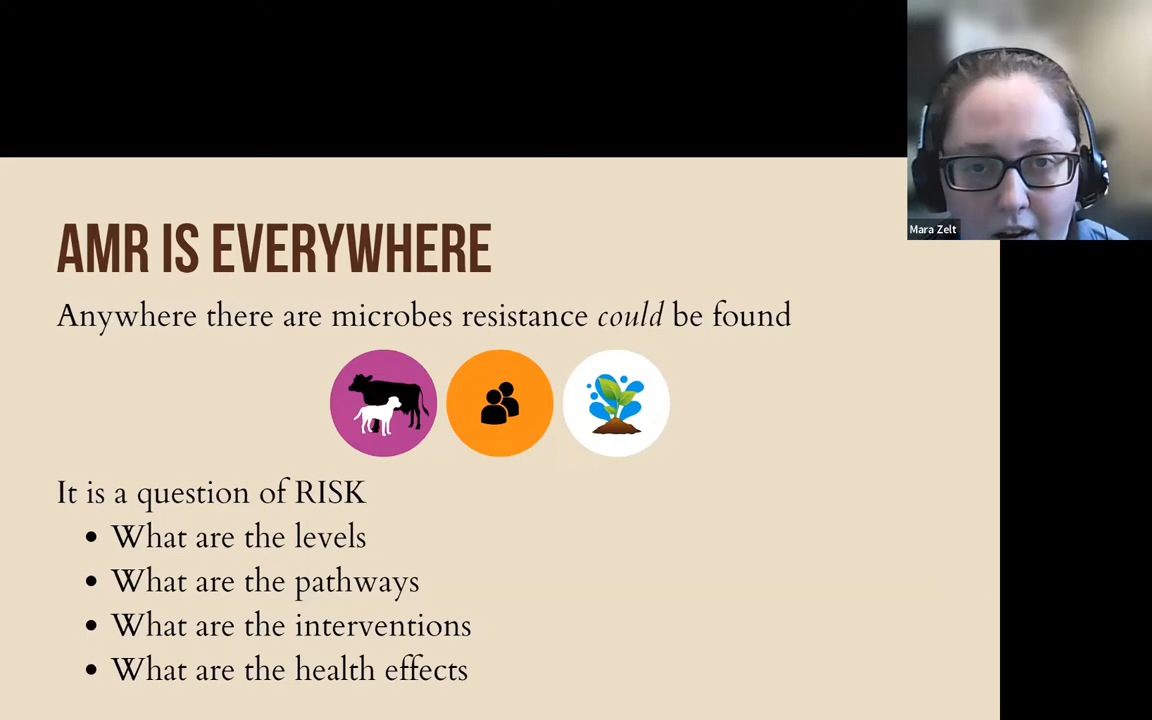 Mara Zelt
AMR IS EVERYWHERE
Anywhere there are microbes resistance could be found
It is a question of RISK
• What are the levels
• What are the pathways
• What are the interventions
• What are the health effects